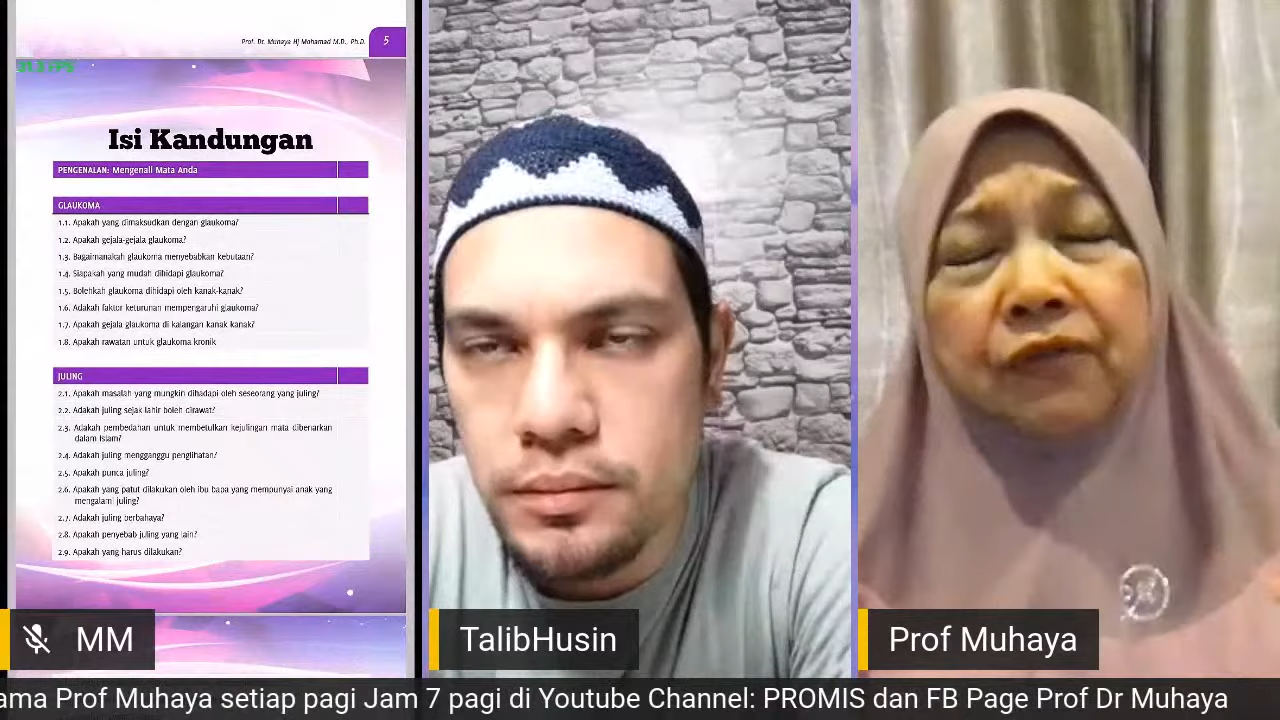 Prof. Dr. Muhaya Hj Mohamad M.D., Ph.D.
5
Isi Kandungan
PENGENALAN: Mengenali Mata Anda
GLAUKOMA
1.1. Apakah yang dimaksudkan dengan glaukoma?
1.2. Apakah gejala-gejala glaukoma?
1.3. Bagaimanakah glaukoma menyebabkan kebutaan?
1.4. Siapakah yang mudah dihidapi glaukoma?
1.5. Bolehkah glaukoma dihidapi oleh kanak-kanak?
1.6. Adakah faktor keturunan mempengaruhi glaukoma?
1.7. Apakah gejala glaukoma di kalangan kanak kanak?
1.8. Apakah rawatan untuk glaukoma kronik
JULING
2.1. Apakah masalah yang mungkin dihadapi oleh seseorang yang juling?
2.2. Adakah juling sejak lahir boleh dirawat?
2.3. Adakah pembedahan untuk membetulkan kejulingan mata dibenarkan
dalam Islam?
2.4. Adakah juling mengganggu penglihatan?
2.5. Apakah punca juling?
2.6. Apakah yang patut dilakukan oleh ibu bapa yang mempunyai anak yang
mengalami juling?
2.7. Adakah juling berbahaya?
2.8. Apakah penyebab juling yang lain?
2.9. Apakah yang harus dilakukan?
MM
TalibHusin
Prof Muhaya
ama Prof Muhaya setiap pagi Jam 7 pagi di Youtube Channel: PROMIS dan FB Page Prof Dr Muhaya